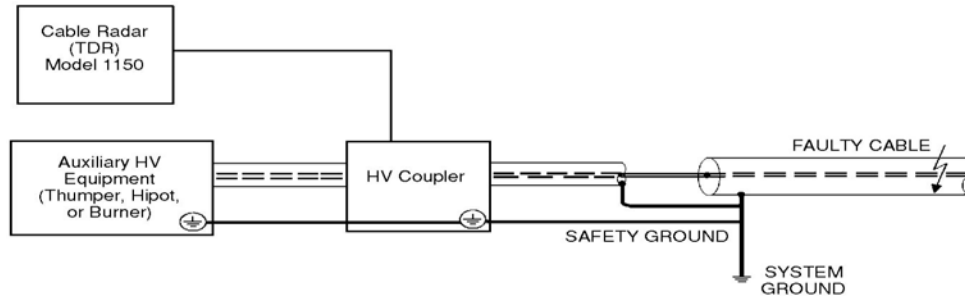 Cable Radar
(TDR)
Model 1150
Auxiliary HV
Equipment
(Thumper, Hipot,
or Burner)
HV Coupler
FAULTY CABLE
SAFETY GROUND
SYSTEM
GROUND